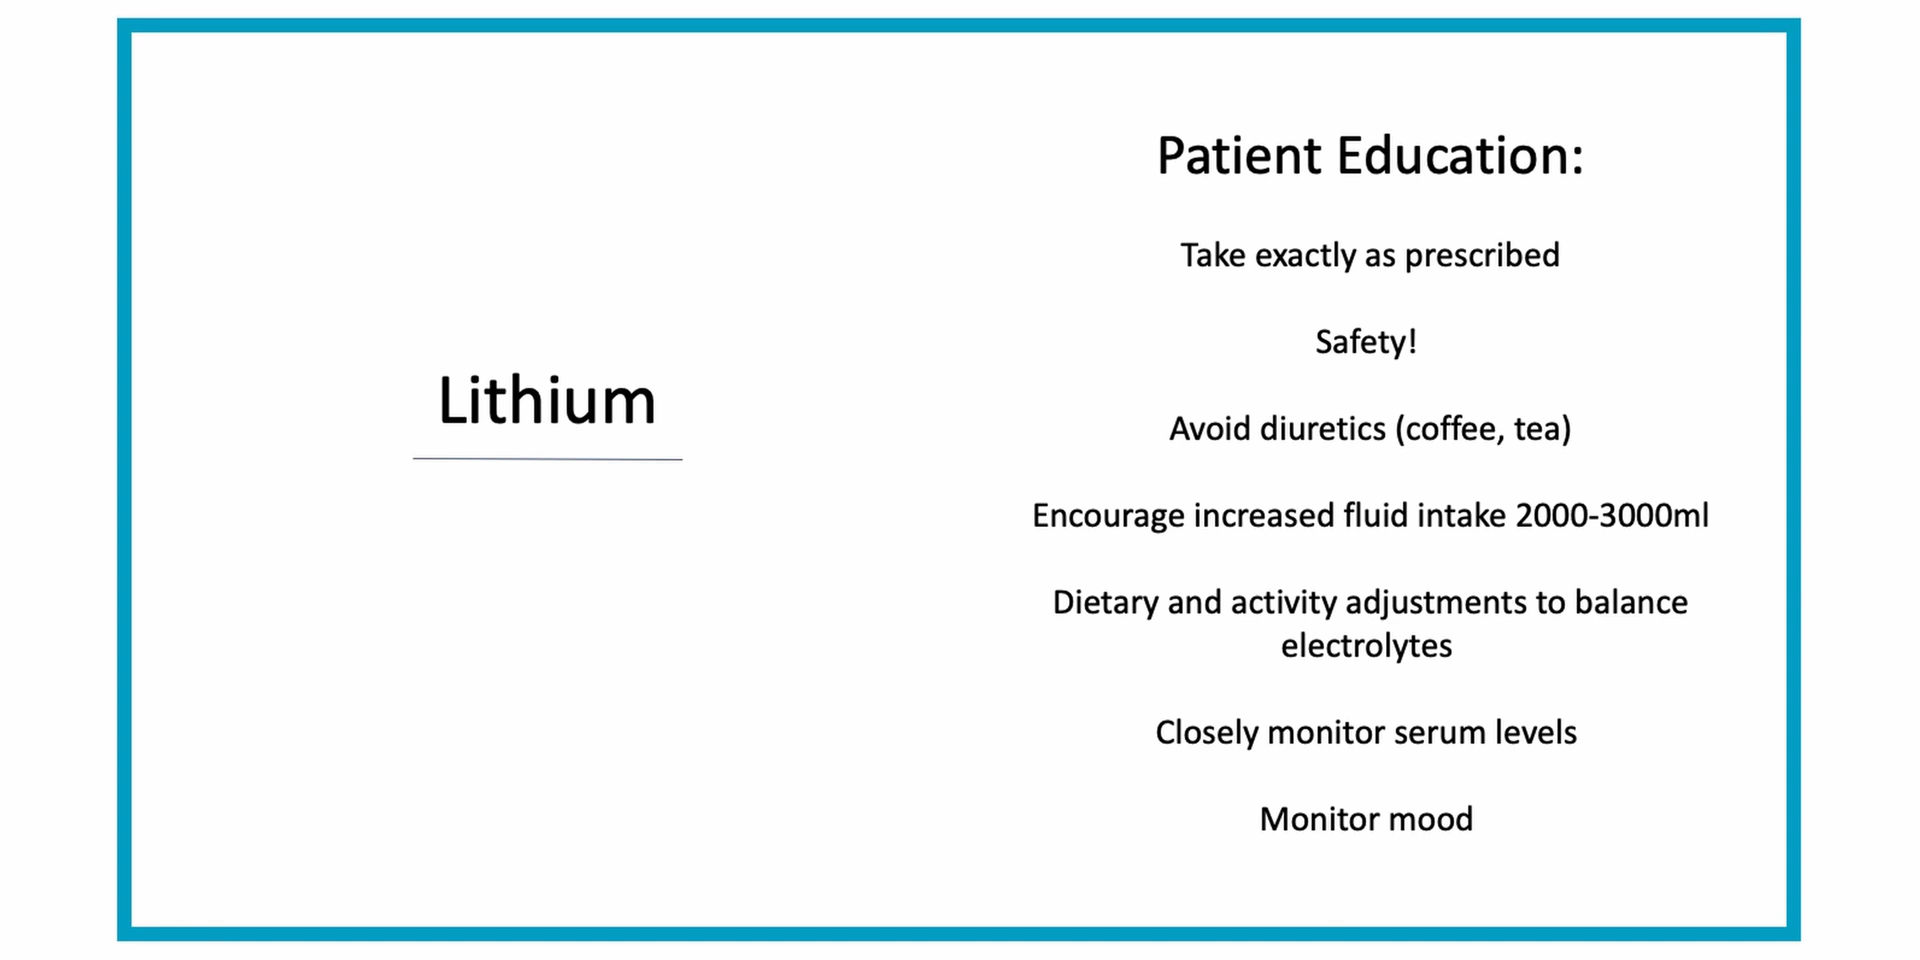 Lithium
Patient Education:
Take exactly as prescribed
Safety!
Avoid diuretics (coffee, tea)
Encourage increased fluid intake 2000-3000ml
Dietary and activity adjustments to balance
electrolytes
Closely monitor serum levels
Monitor mood